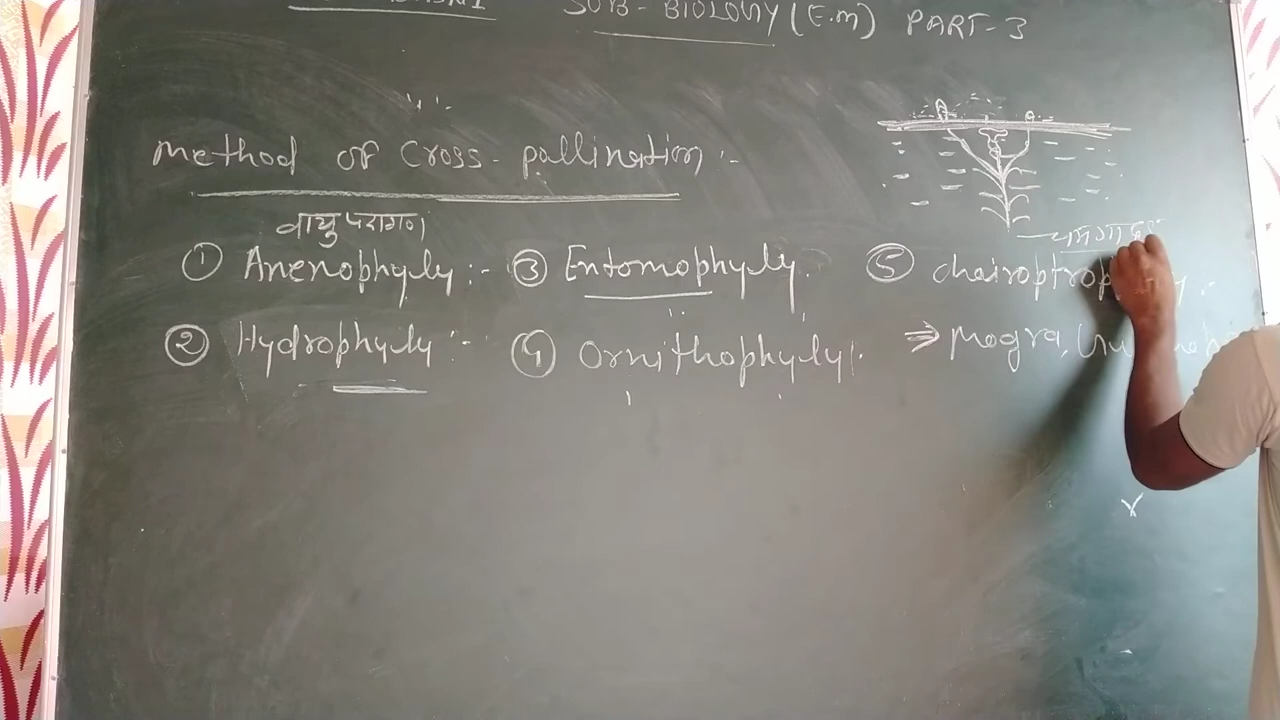 SUB - BIOLOGY (E.M) PART - 3
Method of Cross - pollination :-
वायु परागण
① Anenophyly :-
② Hydrophyly :-
③ Entomophyly.
④ Ornithophyly
⑤
⇒ Mogra,